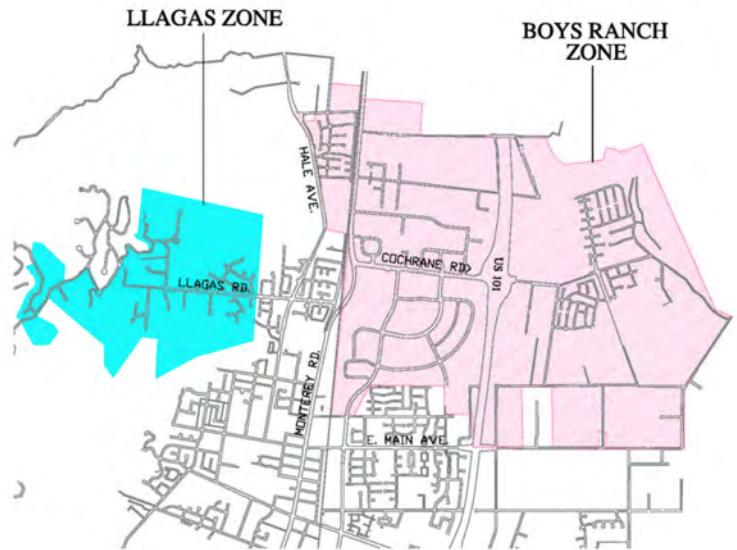 LLAGAS ZONE
BOYS RANCH
ZONE
HALE AVE.
COCHRANE RD>
US 101
LLAGAS RD.
MONTEREY RD.
E. MAIN AVE.